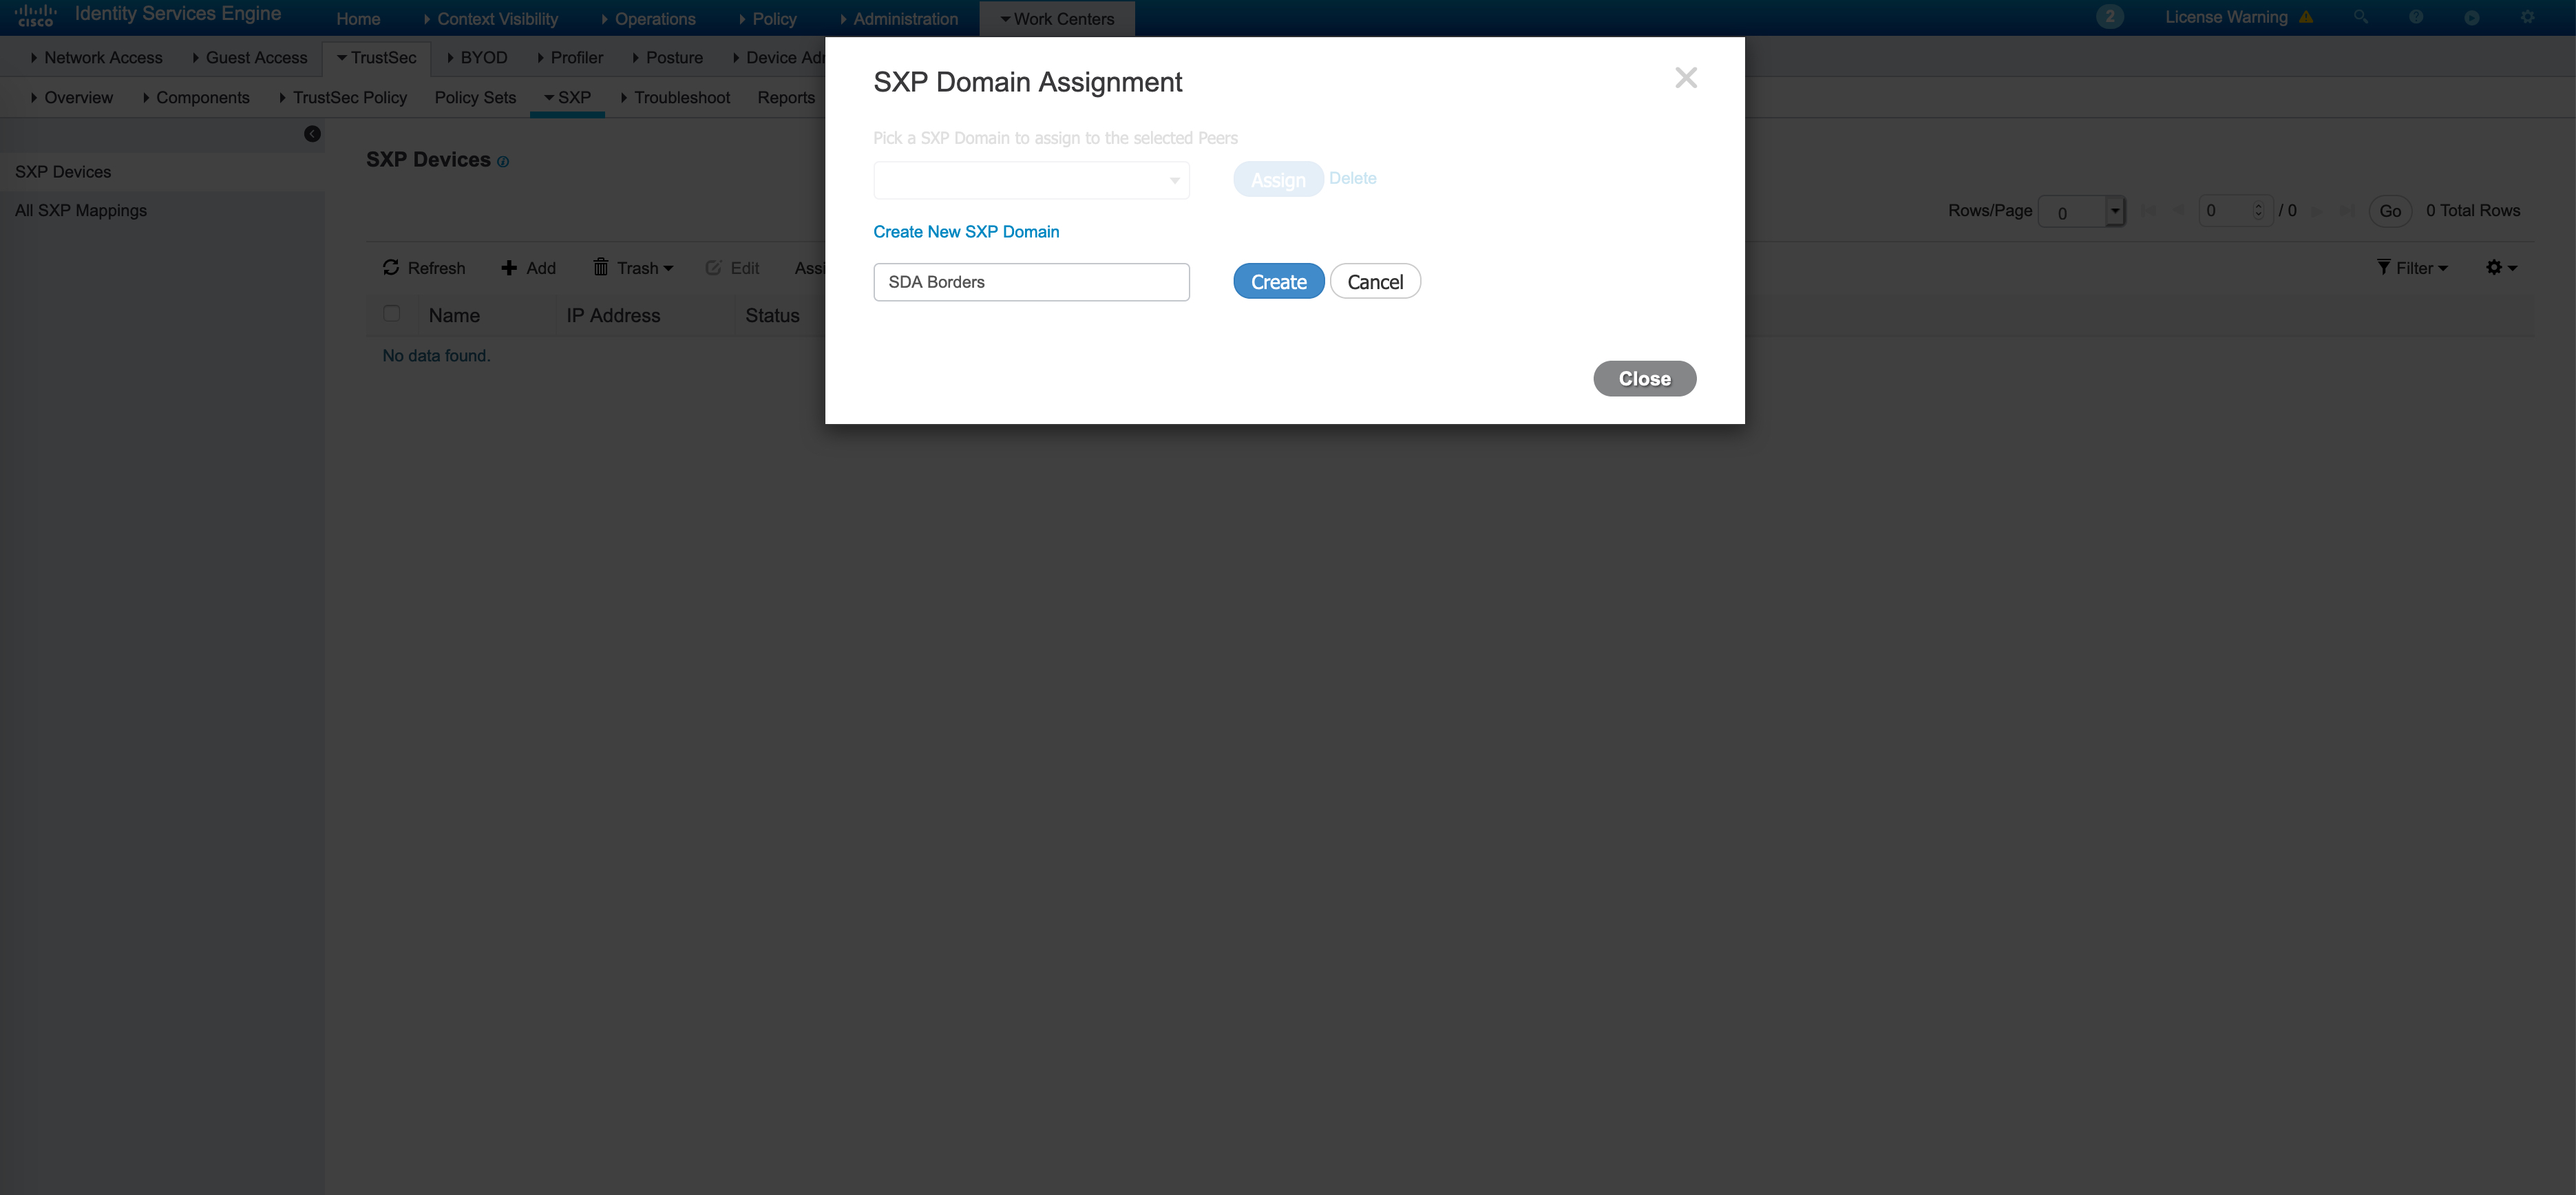 cisco Identity Services Engine Home Context Visibility Operations Policy Administration Work Centers 2 License Warning
Network Access Guest Access TrustSec BYOD Profiler Posture Device Adr
Overview Components TrustSec Policy Policy Sets SXP Troubleshoot Reports
SXP Devices
All SXP Mappings
SXP Devices
Rows/Page 0 0 / 0 Go 0 Total Rows
Refresh Add Trash Edit Assi Filter
Name IP Address Status
No data found.
SXP Domain Assignment
Pick a SXP Domain to assign to the selected Peers
Assign Delete
Create New SXP Domain
SDA Borders Create Cancel
Close